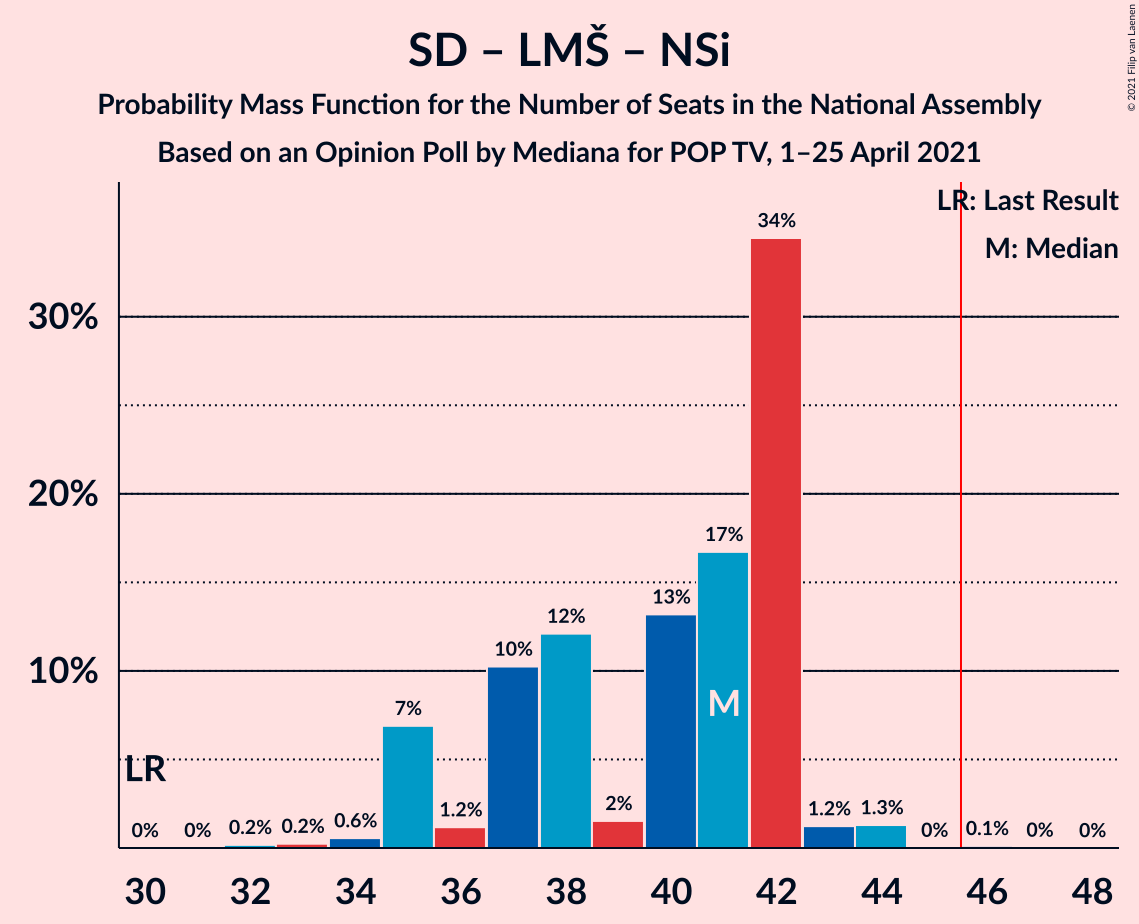 SD – LMŠ – NSi
Probability Mass Function for the Number of Seats in the National Assembly
Based on an Opinion Poll by Mediana for POP TV, 1–25 April 2021
© 2021 Filip van Laenen
LR: Last Result
M: Median
34%
30%
20%
17%
13%
12%
10%
10%
M
7%
LR
0% 0% 0.2% 0.2% 0.6% 1.2% 2% 1.2% 1.3% 0% 0.1% 0% 0%
30 32 34 36 38 40 42 44 46 48